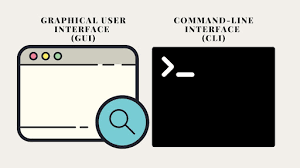 GRAPHICAL USER
INTERFACE
(GUI)
COMMAND-LINE
INTERFACE
(CLI)